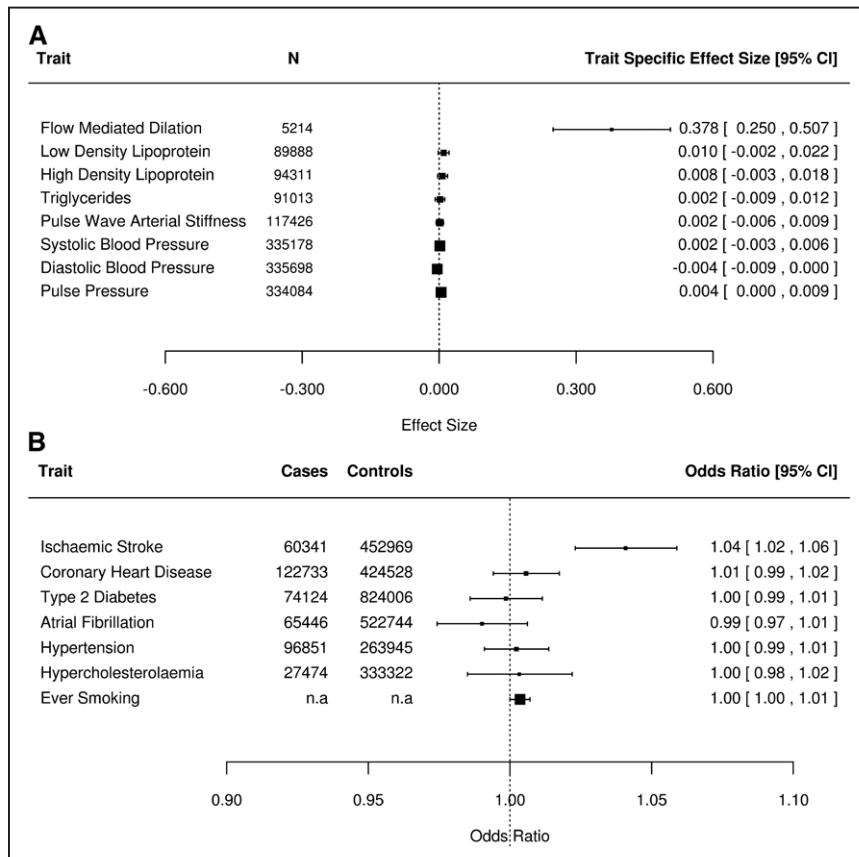 A
Trait N Trait Specific Effect Size [95% CI]
Flow Mediated Dilation 5214 0.378 [ 0.250 , 0.507 ]
Low Density Lipoprotein 89888 0.010 [ -0.002 , 0.022 ]
High Density Lipoprotein 94311 0.008 [ -0.003 , 0.018 ]
Triglycerides 91013 0.002 [ -0.009 , 0.012 ]
Pulse Wave Arterial Stiffness 117426 0.002 [ -0.006 , 0.009 ]
Systolic Blood Pressure 335178 0.002 [ -0.003 , 0.006 ]
Diastolic Blood Pressure 335698 -0.004 [ -0.009 , 0.000 ]
Pulse Pressure 334084 0.004 [ 0.000 , 0.009 ]
-0.600 -0.300 0.000 0.300 0.600
Effect Size
B
Trait Cases Controls Odds Ratio [95% CI]
Ischaemic Stroke 60341 452969 1.04 [ 1.02 , 1.06 ]
Coronary Heart Disease 122733 424528 1.01 [ 0.99 , 1.02 ]
Type 2 Diabetes 74124 824006 1.00 [ 0.99 , 1.01 ]
Atrial Fibrillation 65446 522744 0.99 [ 0.97 , 1.01 ]
Hypertension 96851 263945 1.00 [ 0.99 , 1.01 ]
Hypercholesterolaemia 27474 333322 1.00 [ 0.98 , 1.02 ]
Ever Smoking n.a n.a 1.00 [ 1.00 , 1.01 ]
0.90 0.95 1.00 1.05 1.10
Odds Ratio